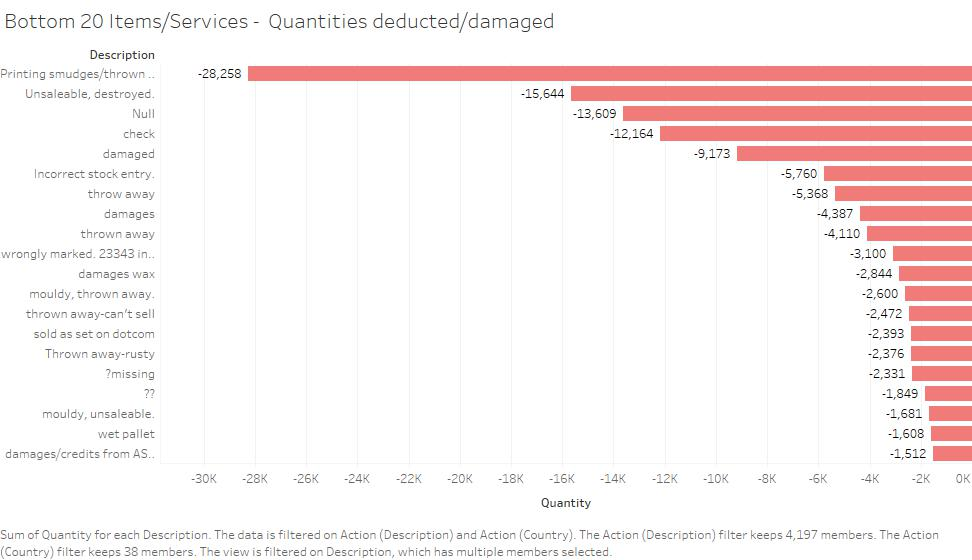 Bottom 20 Items/Services - Quantities deducted/damaged
Description
Printing smudges/thrown .. -28,258
Unsaleable, destroyed. -15,644
Null -13,609
check -12,164
damaged -9,173
Incorrect stock entry. -5,760
throw away -5,368
damages -4,387
thrown away -4,110
wrongly marked. 23343 in.. -3,100
damages wax -2,844
mouldy, thrown away. -2,600
thrown away-can't sell -2,472
sold as set on dotcom -2,393
Thrown away-rusty -2,376
?missing -2,331
?? -1,849
mouldy, unsaleable. -1,681
wet pallet -1,608
damages/credits from AS.. -1,512
-30K -28K -26K -24K -22K -20K -18K -16K -14K -12K -10K -8K -6K -4K -2K 0K
Quantity
Sum of Quantity for each Description. The data is filtered on Action (Description) and Action (Country). The Action (Description) filter keeps 4,197 members. The Action
(Country) filter keeps 38 members. The view is filtered on Description, which has multiple members selected.